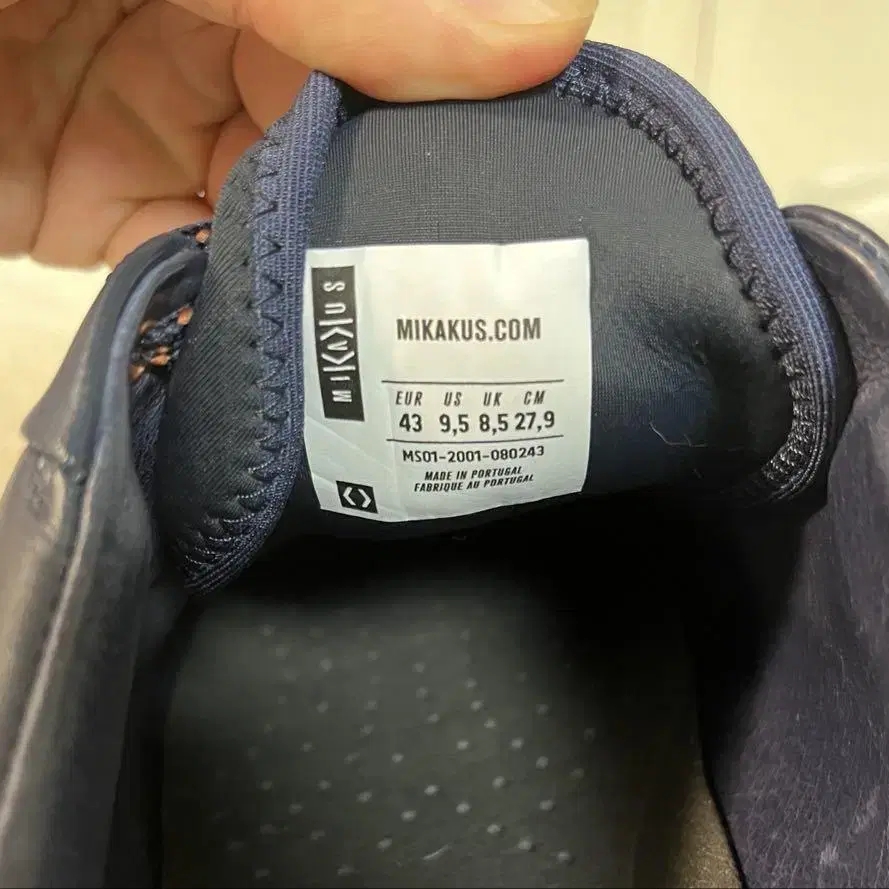 MIKAKUS.COM
EUR US UK CM
43 9,5 8,5 27,9
MS01-2001-080243
MADE IN PORTUGAL
FABRIQUE AU PORTUGAL